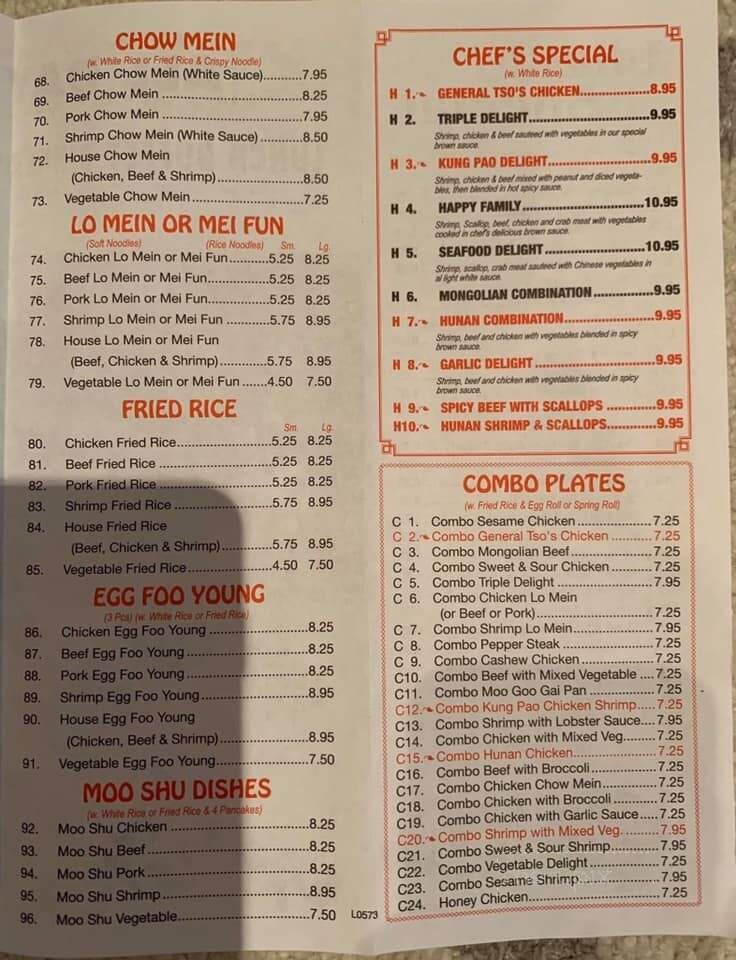 CHOW MEIN
(w. White Rice or Fried Rice & Crispy Noodle)
68. Chicken Chow Mein (White Sauce)...........7.95
69. Beef Chow Mein ......................................8.25
70. Pork Chow Mein ......................................7.95
71. Shrimp Chow Mein (White Sauce) ...........8.50
72. House Chow Mein
(Chicken, Beef & Shrimp)......................8.50
73. Vegetable Chow Mein..............................7.25
LO MEIN OR MEI FUN
(Soft Noodles) (Rice Noodles) Sm. Lg.
74. Chicken Lo Mein or Mei Fun..........5.25 8.25
75. Beef Lo Mein or Mei Fun...............5.25 8.25
76. Pork Lo Mein or Mei Fun...............5.25 8.25
77. Shrimp Lo Mein or Mei Fun ...........5.75 8.95
78. House Lo Mein or Mei Fun
(Beef, Chicken & Shrimp)............5.75 8.95
79. Vegetable Lo Mein or Mei Fun .......4.50 7.50
FRIED RICE
Sm. Lg.
80. Chicken Fried Rice........................5.25 8.25
81. Beef Fried Rice .............................5.25 8.25
82. Pork Fried Rice .............................5.25 8.25
83. Shrimp Fried Rice .........................5.75 8.95
84. House Fried Rice
(Beef, Chicken & Shrimp).............5.75 8.95
85. Vegetable Fried Rice.....................4.50 7.50
EGG FOO YOUNG
(3 Pcs) (w. White Rice or Fried Rice)
86. Chicken Egg Foo Young .........................8.25
87. Beef Egg Foo Young ..............................8.25
88. Pork Egg Foo Young ..............................8.25
89. Shrimp Egg Foo Young...........................8.95
90. House Egg Foo Young
(Chicken, Beef & Shrimp)......................8.95
91. Vegetable Egg Foo Young.......................7.50
MOO SHU DISHES
(w. White Rice or Fried Rice & 4 Pancakes)
92. Moo Shu Chicken ..................................8.25
93. Moo Shu Beef.......................................8.25
94. Moo Shu Pork .......................................8.25
95. Moo Shu Shrimp....................................8.95
96. Moo Shu Vegetable................................7.50
L0573
CHEF'S SPECIAL
(w. White Rice)
H 1. GENERAL TSO'S CHICKEN.................8.95
H 2. TRIPLE DELIGHT.............................9.95
Shrimp, chicken & beef sauteed with vegetables in our special
brown sauce.
H 3. KUNG PAO DELIGHT........................9.95
Shrimp, chicken & beef mixed with peanut and diced vegeta-
bles, then blended in hot spicy sauce.
H 4. HAPPY FAMILY..............................10.95
Shrimp, Scallop, beef, chicken and crab meat with vegetables
cooked in chef's delicious brown sauce.
H 5. SEAFOOD DELIGHT........................10.95
Shrimp, scallop, crab meat sauteed with Chinese vegetables in
al light white sauce.
H 6. MONGOLIAN COMBINATION ..............9.95
H 7. HUNAN COMBINATION.....................9.95
Shrimp, beef and chicken with vegetables blended in spicy
brown sauce.
H 8. GARLIC DELIGHT............................9.95
Shrimp, beef and chicken with vegetables blended in spicy
brown sauce.
H 9. SPICY BEEF WITH SCALLOPS ............9.95
H10. HUNAN SHRIMP & SCALLOPS............9.95
COMBO PLATES
(w. Fried Rice & Egg Roll or Spring Roll)
C 1. Combo Sesame Chicken ....................7.25
C 2. Combo General Tso's Chicken ...........7.25
C 3. Combo Mongolian Beef......................7.25
C 4. Combo Sweet & Sour Chicken ...........7.25
C 5. Combo Triple Delight .........................7.95
C 6. Combo Chicken Lo Mein
(or Beef or Pork)...............................7.25
C 7. Combo Shrimp Lo Mein.....................7.95
C 8. Combo Pepper Steak ........................7.25
C 9. Combo Cashew Chicken ...................7.25
C10. Combo Beef with Mixed Vegetable ....7.25
C11. Combo Moo Goo Gai Pan .................7.25
C12. Combo Kung Pao Chicken Shrimp.....7.25
C13. Combo Shrimp with Lobster Sauce....7.95
C14. Combo Chicken with Mixed Veg........7.25
C15. Combo Hunan Chicken.....................7.25
C16. Combo Beef with Broccoli.................7.25
C17. Combo Chicken Chow Mein..............7.25
C18. Combo Chicken with Broccoli...........7.25
C19. Combo Chicken with Garlic Sauce.....7.25
C20. Combo Shrimp with Mixed Veg. ........7.95
C21. Combo Sweet & Sour Shrimp...........7.95
C22. Combo Vegetable Delight .................7.25
C23. Combo Sesame Shrimp....................7.95
C24. Honey Chicken.................................7.25